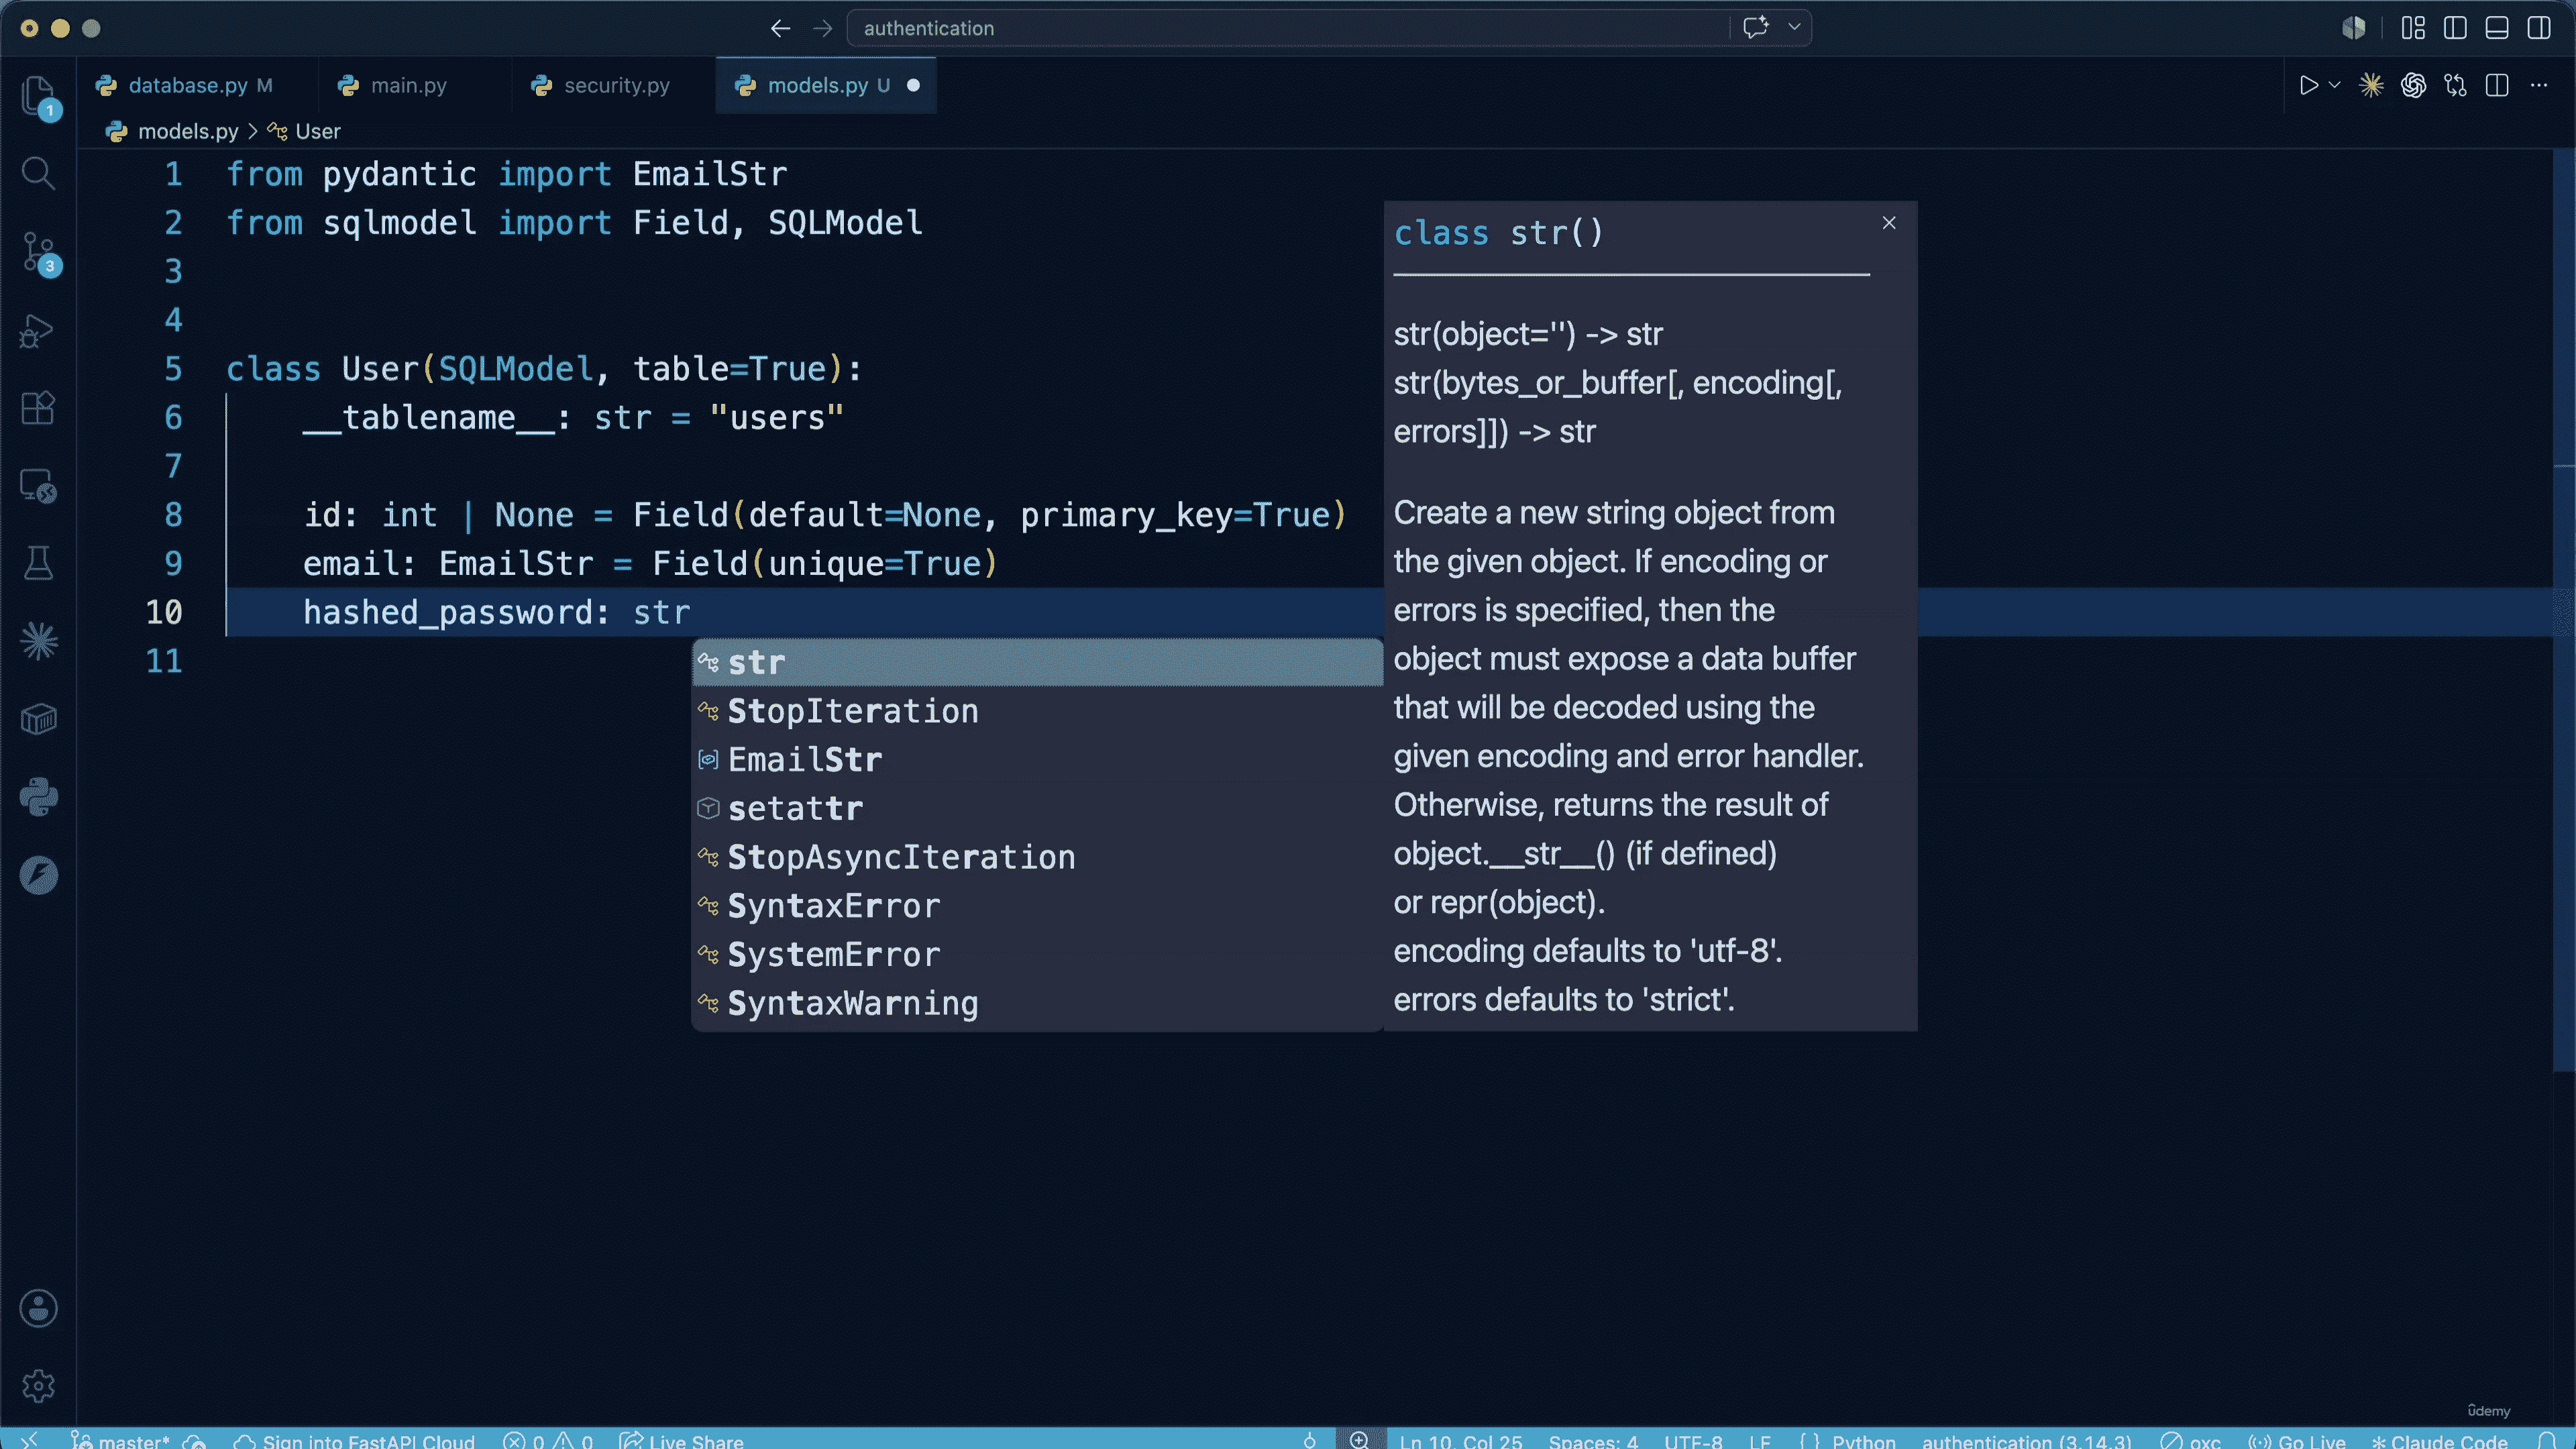 authentication
database.py M
main.py
security.py
models.py U
1
models.py > User
1 from pydantic import EmailStr
2 from sqlmodel import Field, SQLModel
3
4
5 class User(SQLModel, table=True):
6 __tablename__: str = "users"
7
8 id: int | None = Field(default=None, primary_key=True)
9 email: EmailStr = Field(unique=True)
10 hashed_password: str
11
3
str
StopIteration
EmailStr
setattr
StopAsyncIteration
SyntaxError
SystemError
SyntaxWarning
class str()
str(object='') -> str
str(bytes_or_buffer[, encoding[,
errors]]) -> str
Create a new string object from
the given object. If encoding or
errors is specified, then the
object must expose a data buffer
that will be decoded using the
given encoding and error handler.
Otherwise, returns the result of
object.__str__() (if defined)
or repr(object).
encoding defaults to 'utf-8'.
errors defaults to 'strict'.
ûdemy
master* Sign into FastAPI Cloud 0 0 Live Share Ln 10, Col 25 Spaces: 4 UTF-8 LF { } Python authentication (3.14.3) oxc Go Live Claude Code